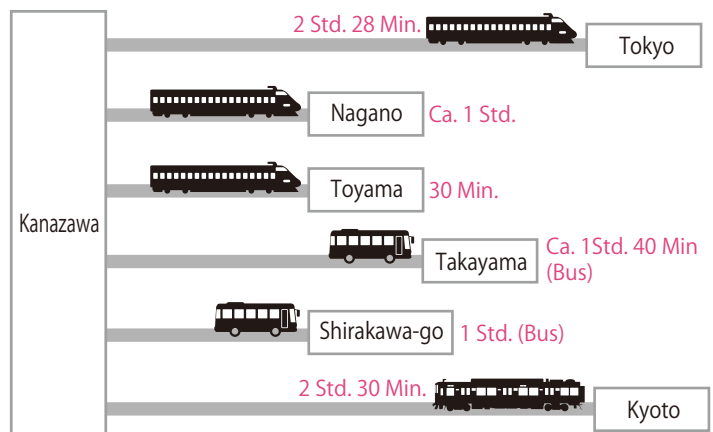 2 Std. 28 Min.
Tokyo
Nagano
Ca. 1 Std.
Toyama
30 Min.
Kanazawa
Takayama
Ca. 1Std. 40 Min
(Bus)
Shirakawa-go
1 Std. (Bus)
2 Std. 30 Min.
Kyoto